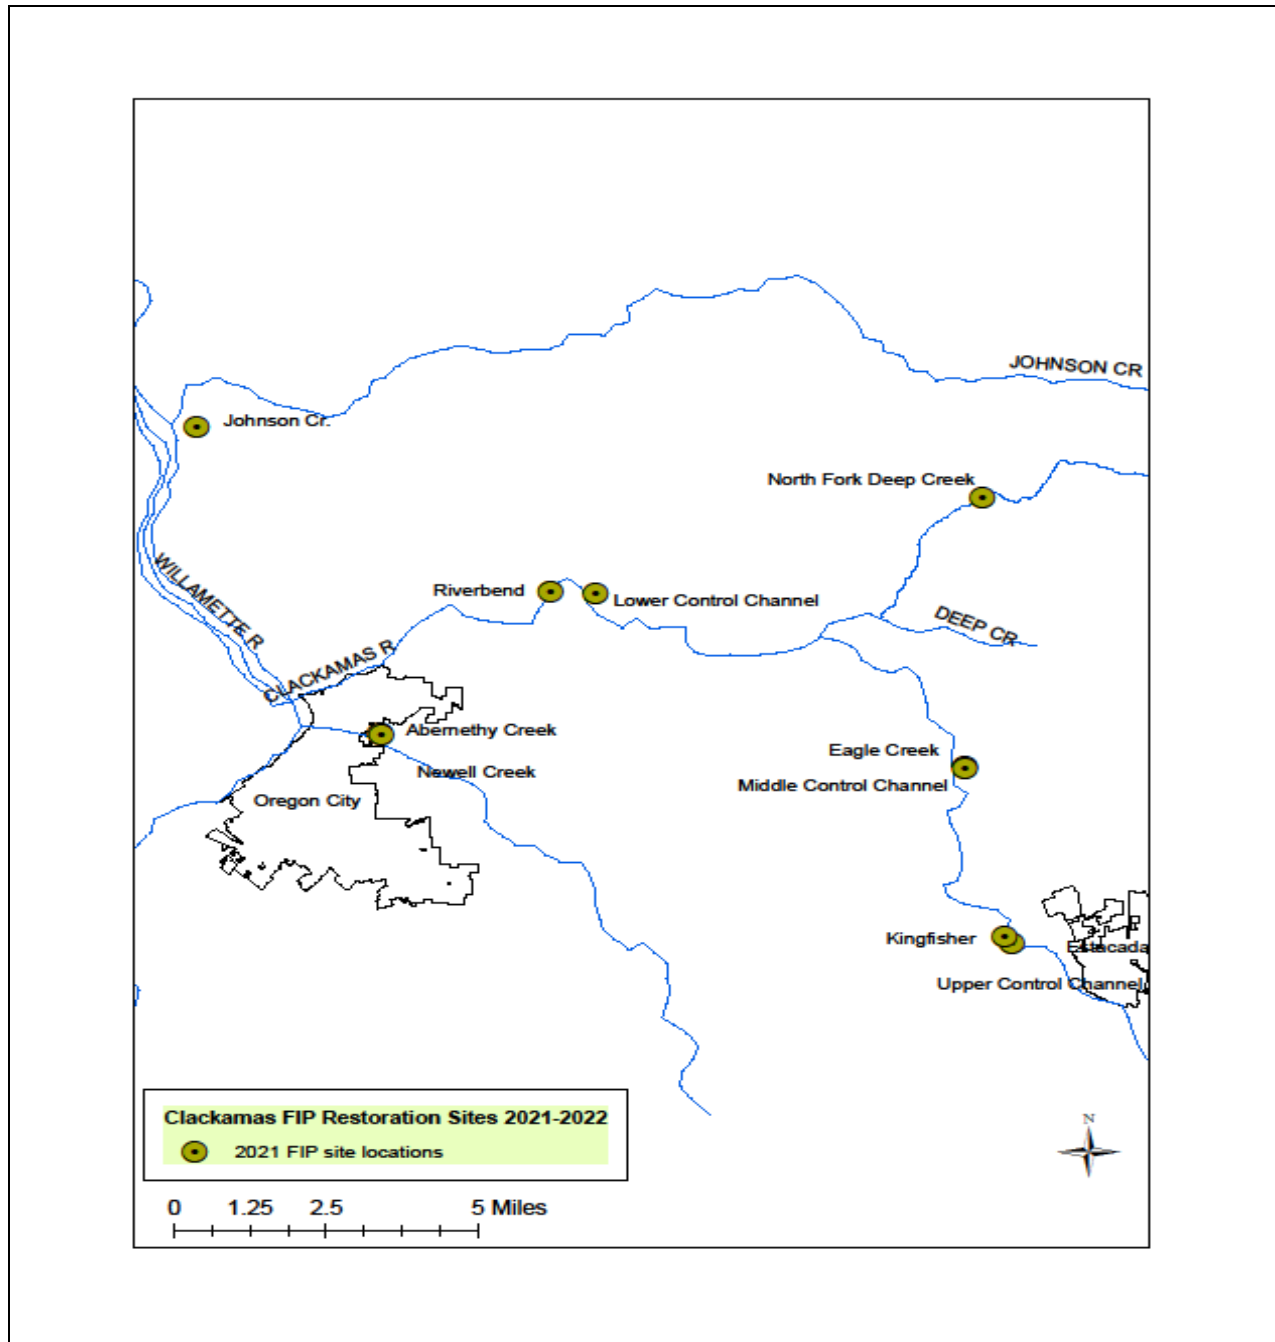 JOHNSON CR
Johnson Cr.
North Fork Deep Creek
WILLAMETTE R
Riverbend
Lower Control Channel
DEEP CR
CLACKAMAS R
Abernethy Creek
Newell Creek
Eagle Creek
Middle Control Channel
Oregon City
Kingfisher
Estacada
Upper Control Channel
Clackamas FIP Restoration Sites 2021-2022
2021 FIP site locations
N
0 1.25 2.5 5 Miles